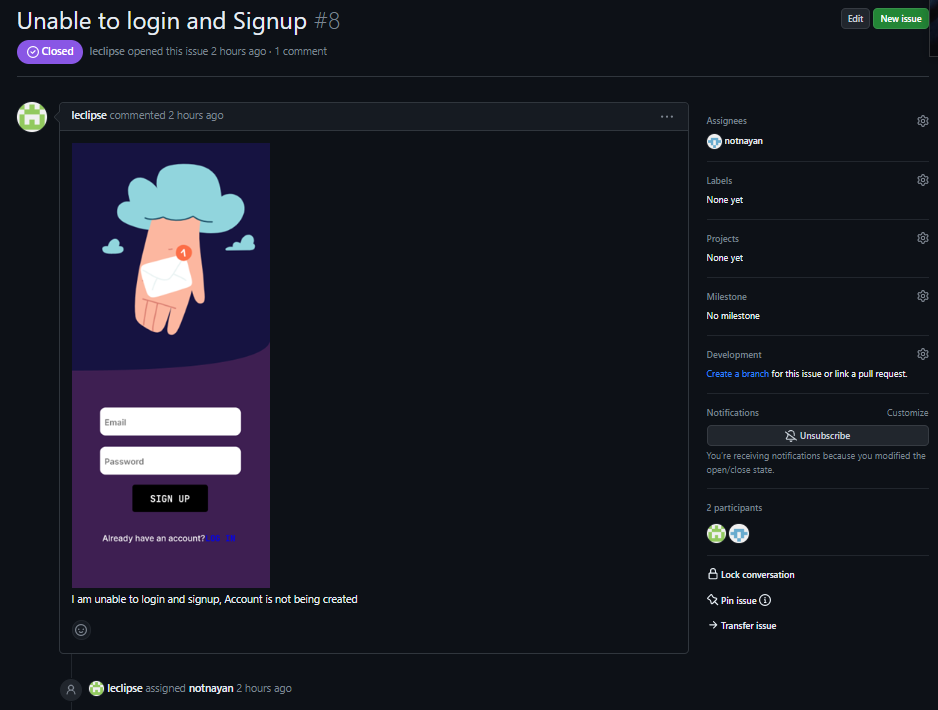 Unable to login and Signup #8
Edit
New issue
Closed
leclipse opened this issue 2 hours ago · 1 comment
leclipse commented 2 hours ago
1
Email
Password
SIGN UP
Already have an account?LOG IN
I am unable to login and signup, Account is not being created
leclipse assigned notnayan 2 hours ago
Assignees
notnayan
Labels
None yet
Projects
None yet
Milestone
No milestone
Development
Create a branch for this issue or link a pull request.
Notifications
Customize
Unsubscribe
You're receiving notifications because you modified the
open/close state.
2 participants
Lock conversation
Pin issue
Transfer issue